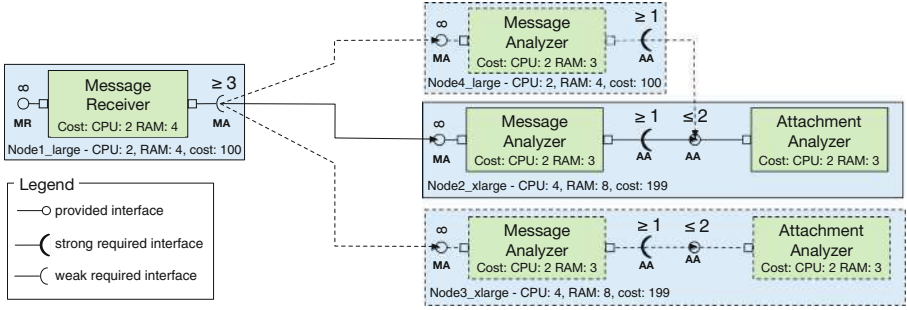 8
MR
Message
Receiver
Cost: CPU: 2 RAM: 4
≥ 3
MA
Node1_large - CPU: 2, RAM: 4, cost: 100
8
MA
Message
Analyzer
Cost: CPU: 2 RAM: 3
≥ 1
AA
Node4_large - CPU: 2, RAM: 4, cost: 100
8
MA
Message
Analyzer
Cost: CPU: 2 RAM: 3
≥ 1
AA
≤ 2
AA
Attachment
Analyzer
Cost: CPU: 2 RAM: 3
Node2_xlarge - CPU: 4, RAM: 8, cost: 199
8
MA
Message
Analyzer
Cost: CPU: 2 RAM: 3
≥ 1
AA
≤ 2
AA
Attachment
Analyzer
Cost: CPU: 2 RAM: 3
Node3_xlarge - CPU: 4, RAM: 8, cost: 199
Legend
provided interface
strong required interface
weak required interface